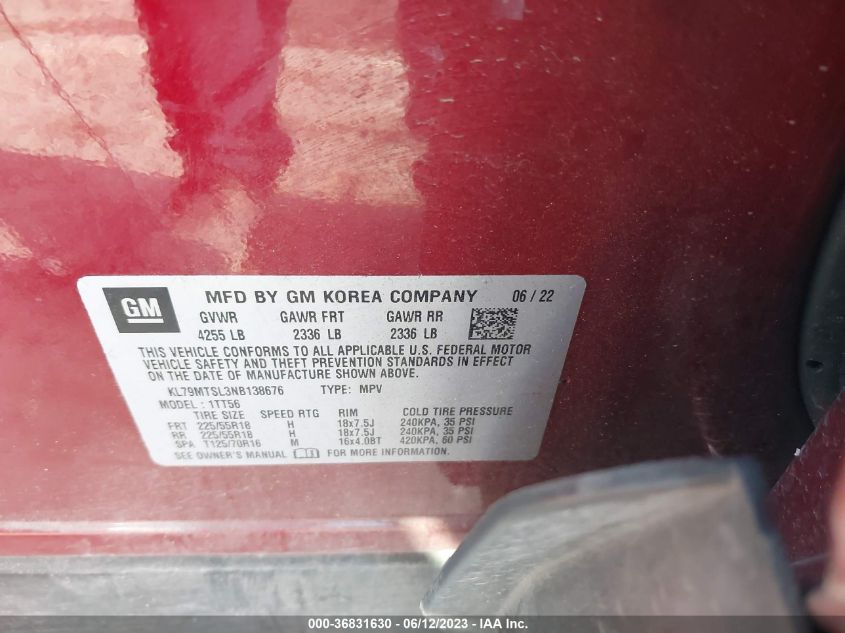 GM MFD BY GM KOREA COMPANY 06 / 22
GVWR GAWR FRT GAWR RR
4255 LB 2336 LB 2336 LB
THIS VEHICLE CONFORMS TO ALL APPLICABLE U.S. FEDERAL MOTOR
VEHICLE SAFETY AND THEFT PREVENTION STANDARDS IN EFFECT
ON THE DATE OF MANUFACTURE SHOWN ABOVE.
KL79MTSL3NB138676 TYPE: MPV
MODEL : 1TT56
TIRE SIZE SPEED RTG RIM COLD TIRE PRESSURE
FRT 225/55R18 H 18x7.5J 240KPA, 35 PSI
RR 225/55R18 H 18x7.5J 240KPA, 35 PSI
SPA T125/70R16 M 16x4.0BT 420KPA, 60 PSI
SEE OWNER'S MANUAL FOR MORE INFORMATION.
000-36831630 - 06/12/2023 - IAA Inc.